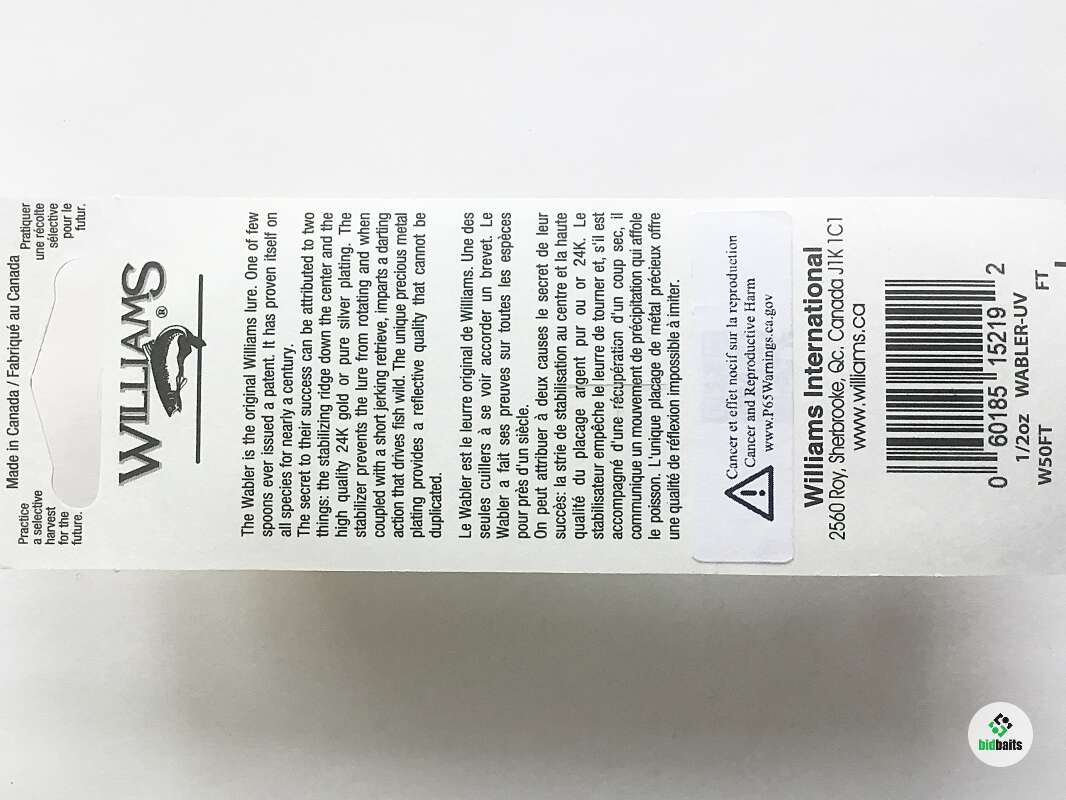 Made in Canada / Fabriqué au Canada
Practice
a selective
harvest
for the
future.
Pratiquer
une récolte
sélective
pour le
futur.
WILLIAMS®
The Wabler is the original Williams lure. One of few
spoons ever issued a patent. It has proven itself on
all species for nearly a century.
The secret to their success can be attributed to two
things: the stabilizing ridge down the center and the
high quality 24K gold or pure silver plating. The
stabilizer prevents the lure from rotating and when
coupled with a short jerking retrieve, imparts a darting
action that drives fish wild. The unique precious metal
plating provides a reflective quality that cannot be
duplicated.
Le Wabler est le leurre original de Williams. Une des
seules cuillers à se voir accorder un brevet. Le
Wabler a fait ses preuves sur toutes les espèces
pour près d'un siècle.
On peut attribuer à deux causes le secret de leur
succès: la strie de stabilisation au centre et la haute
qualité du placage argent pur ou or 24K. Le
stabilisateur empêche le leurre de tourner et, s'il est
accompagné d'une récupération d'un coup sec, il
communique un mouvement de précipitation qui affole
le poisson. L'unique placage de métal précieux offre
une qualité de réflexion impossible à imiter.
Cancer et effet nocif sur la reproduction
Cancer and Reproductive Harm
www.P65Warnings.ca.gov
Williams International
2560 Roy, Sherbrooke, Qc. Canada J1K 1C1
www.williams.ca
0 60185 15219 2
1/2oz WABLER-UV
W50FT FT
bidbaits